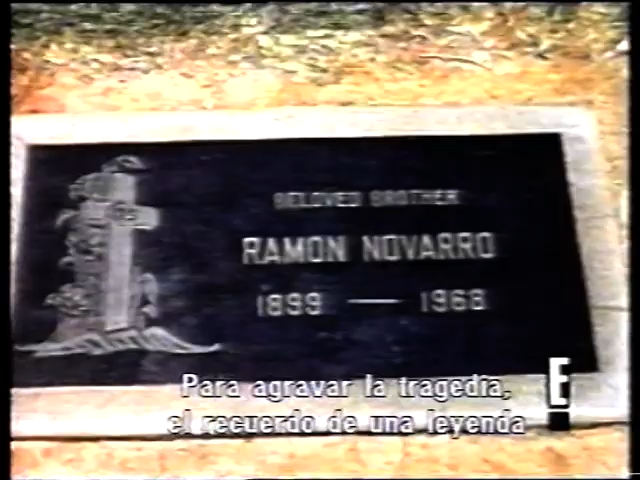 BELOVED BROTHER
RAMON NOVARRO
1899 — 1968
Para agravar la tragedia,
el recuerdo de una leyenda
E